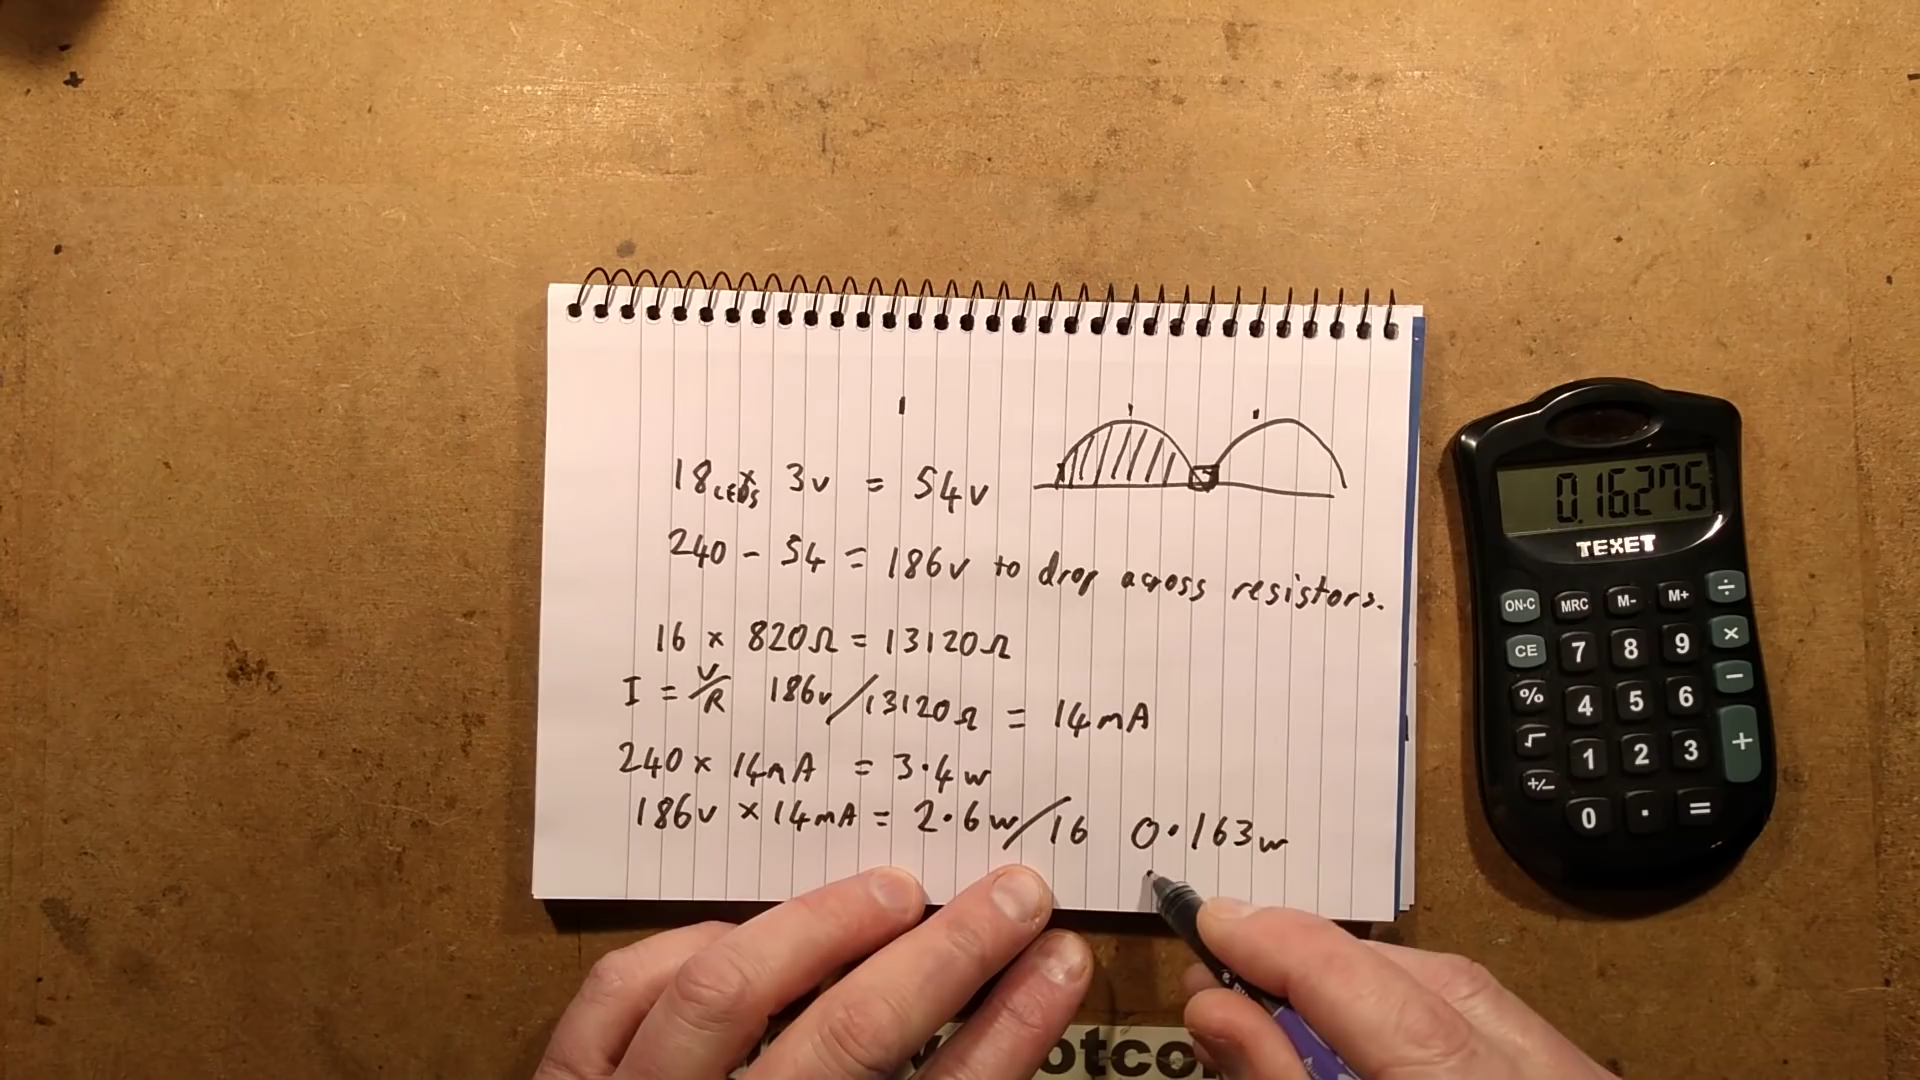 18 LEDs x 3v = 54v
240 - 54 = 186v to drop across resistors.
16 x 820Ω = 13120Ω
I = V/R 186v/13120Ω = 14mA
240 x 14mA = 3.4w
186v x 14mA = 2.6w/16 0.163w
0.16275
TEXET
ON-C MRC M- M+ ÷
CE 7 8 9 ×
% 4 5 6 −
√ 1 2 3 +
+/− 0 . =
otco